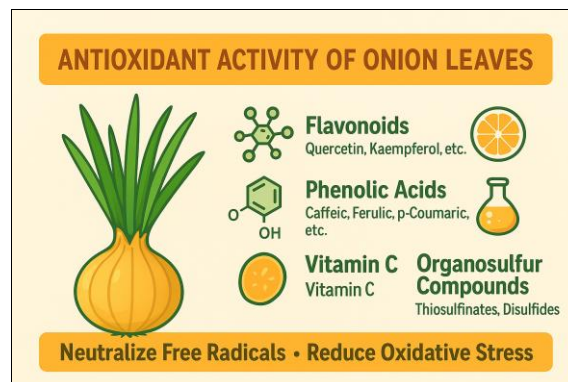 ANTIOXIDANT ACTIVITY OF ONION LEAVES
Flavonoids
Quercetin, Kaempferol, etc.
Phenolic Acids
Caffeic, Ferulic, p-Coumaric,
etc.
O
OH
Vitamin C
Vitamin C
Organosulfur
Compounds
Thiosulfinates, Disulfides
Neutralize Free Radicals • Reduce Oxidative Stress